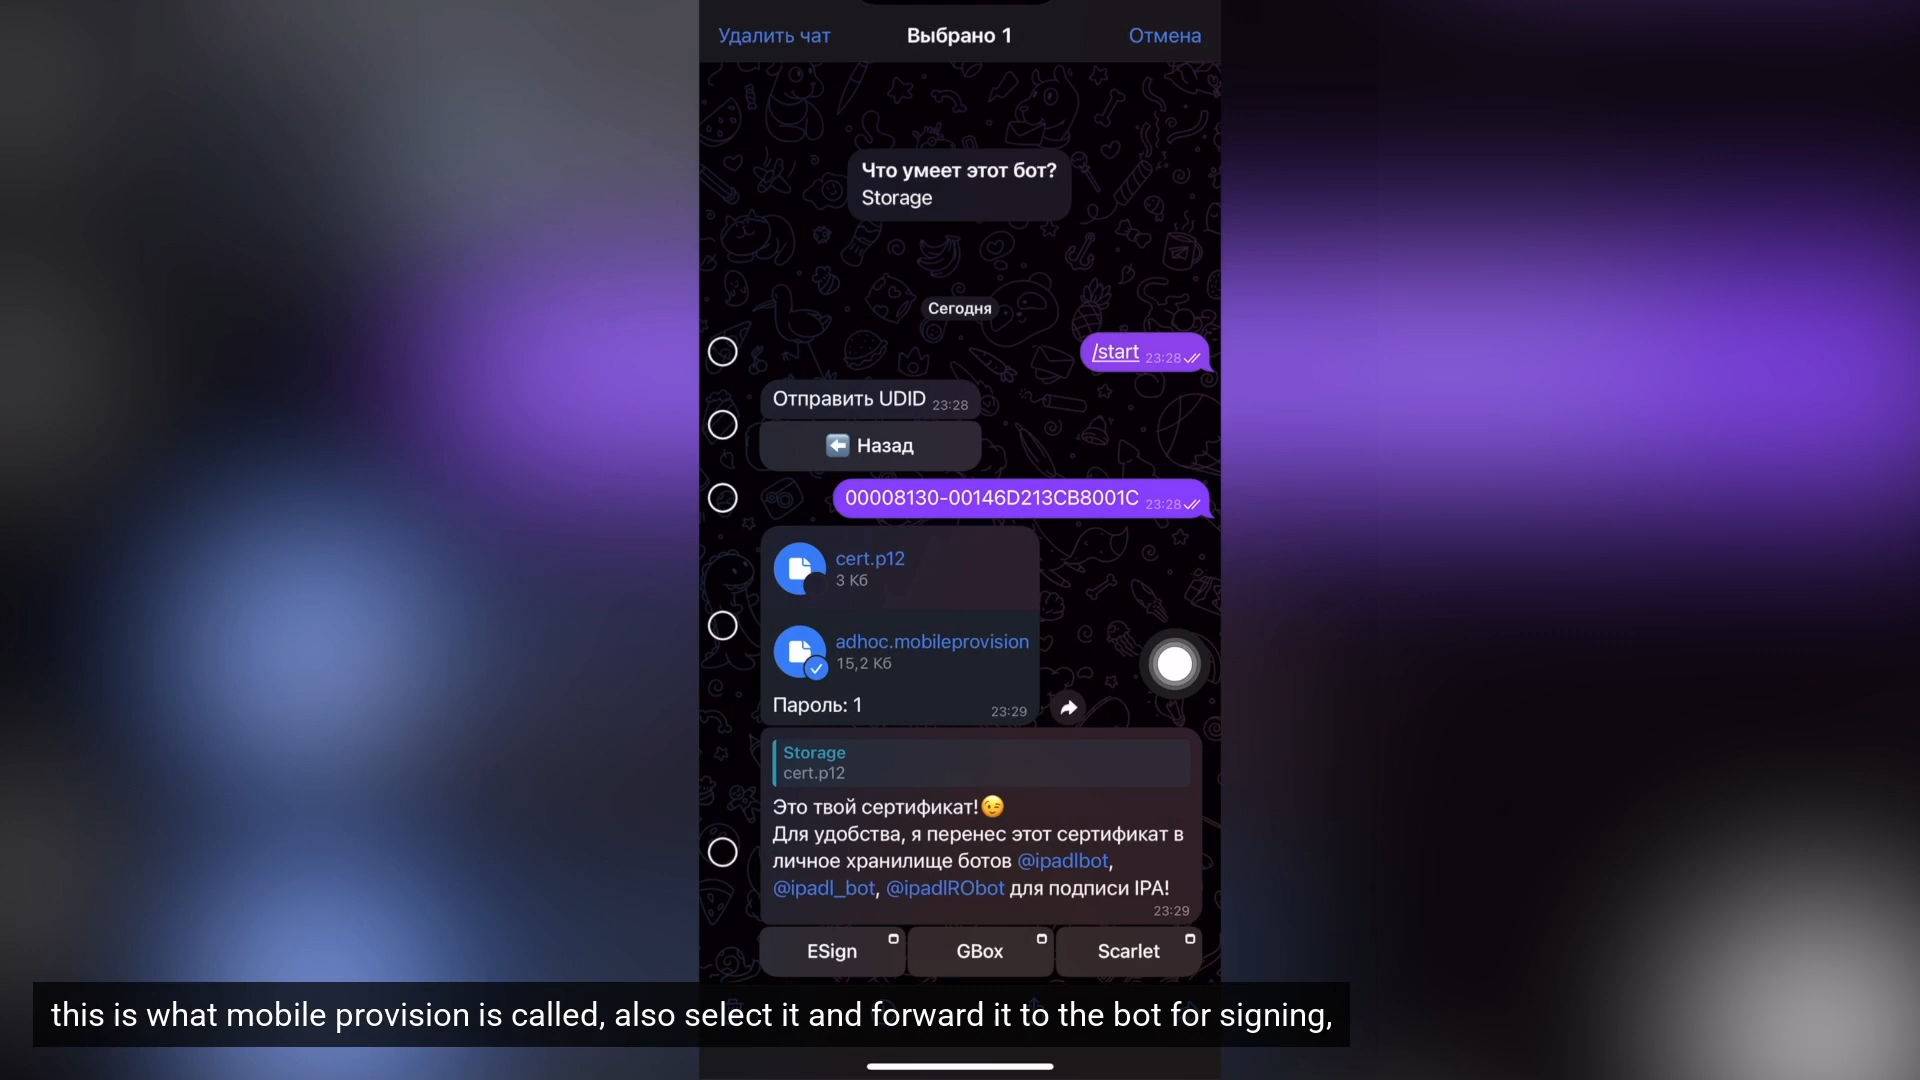 Удалить чат
Выбрано 1
Отмена
Что умеет этот бот?
Storage
Сегодня
/start 23:28
Отправить UDID 23:28
Назад
00008130-00146D213CB8001C 23:28
cert.p12
3 Кб
adhoc.mobileprovision
15,2 Кб
Пароль: 1
23:29
Storage
cert.p12
Это твой сертификат!😉
Для удобства, я перенес этот сертификат в
личное хранилище ботов @ipadlbot,
@ipadl_bot, @ipadlRObot для подписи IPA!
23:29
ESign
GBox
Scarlet
this is what mobile provision is called, also select it and forward it to the bot for signing,